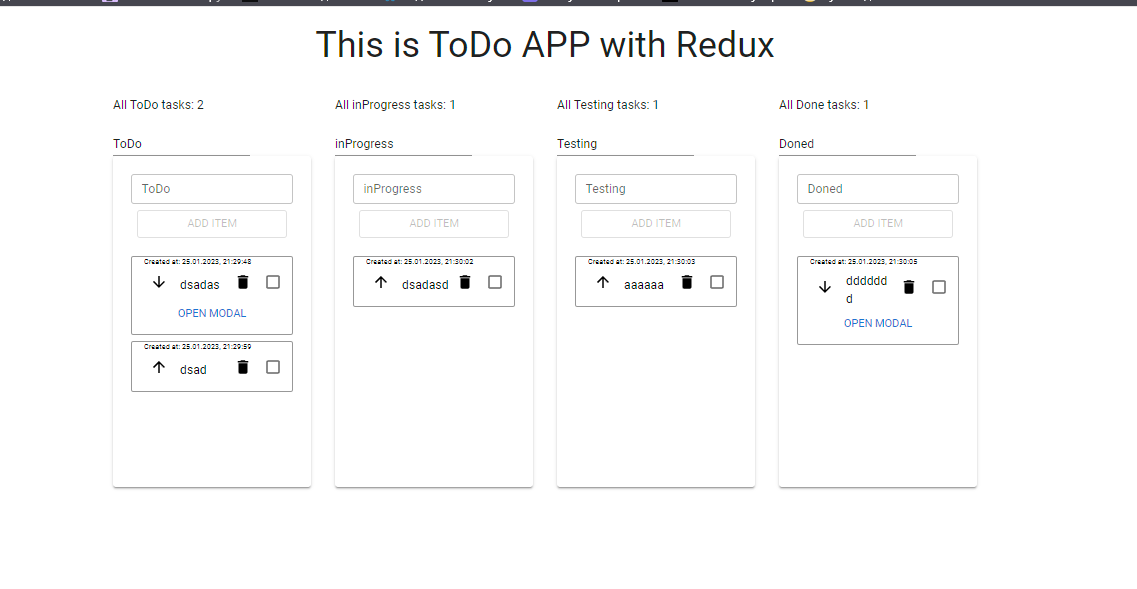 This is ToDo APP with Redux
All ToDo tasks: 2
All inProgress tasks: 1
All Testing tasks: 1
All Done tasks: 1
ToDo
inProgress
Testing
Doned
ToDo
inProgress
Testing
Doned
ADD ITEM
ADD ITEM
ADD ITEM
ADD ITEM
Created at: 25.01.2023, 21:29:48
dsadas
OPEN MODAL
Created at: 25.01.2023, 21:29:59
dsad
Created at: 25.01.2023, 21:30:02
dsadasd
Created at: 25.01.2023, 21:30:03
aaaaaa
Created at: 25.01.2023, 21:30:05
dddddd
d
OPEN MODAL